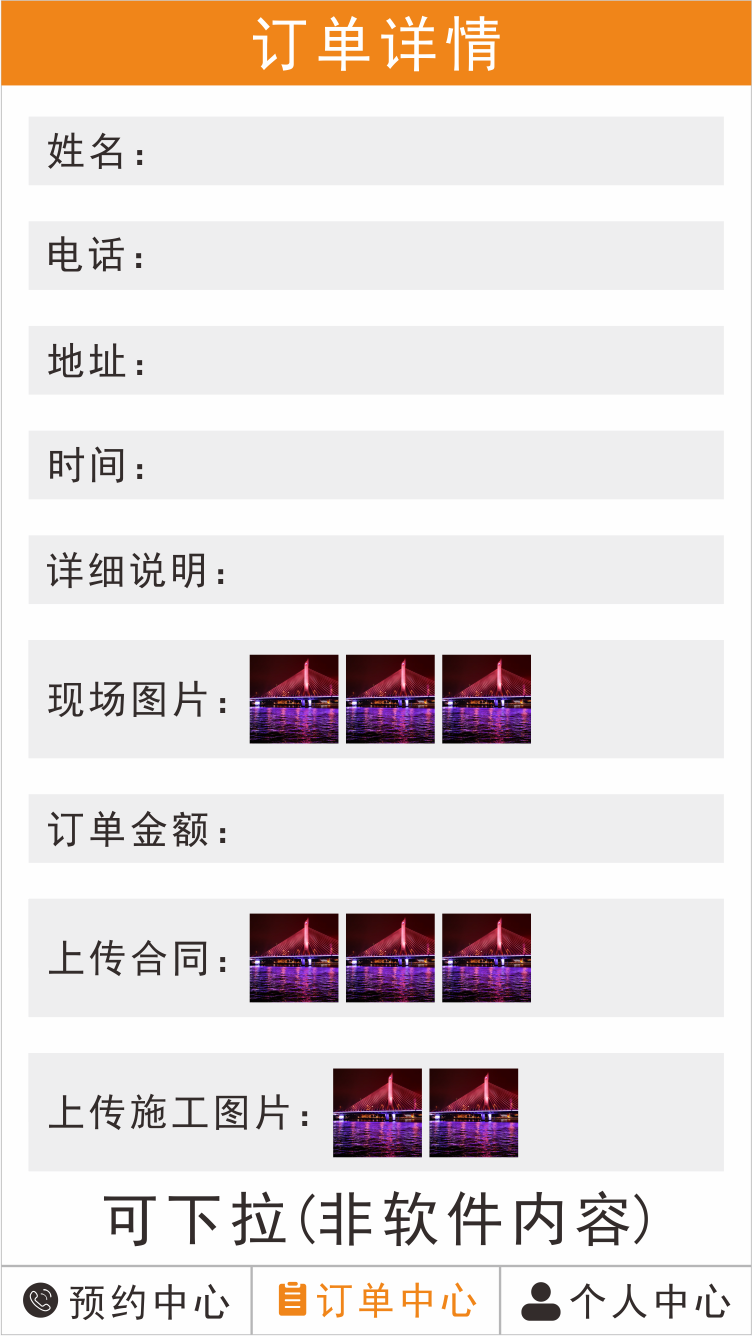 订单详情
姓名：
电话：
地址：
时间：
详细说明：
现场图片：
订单金额：
上传合同：
上传施工图片：
可下拉(非软件内容)
预约中心 订单中心 个人中心